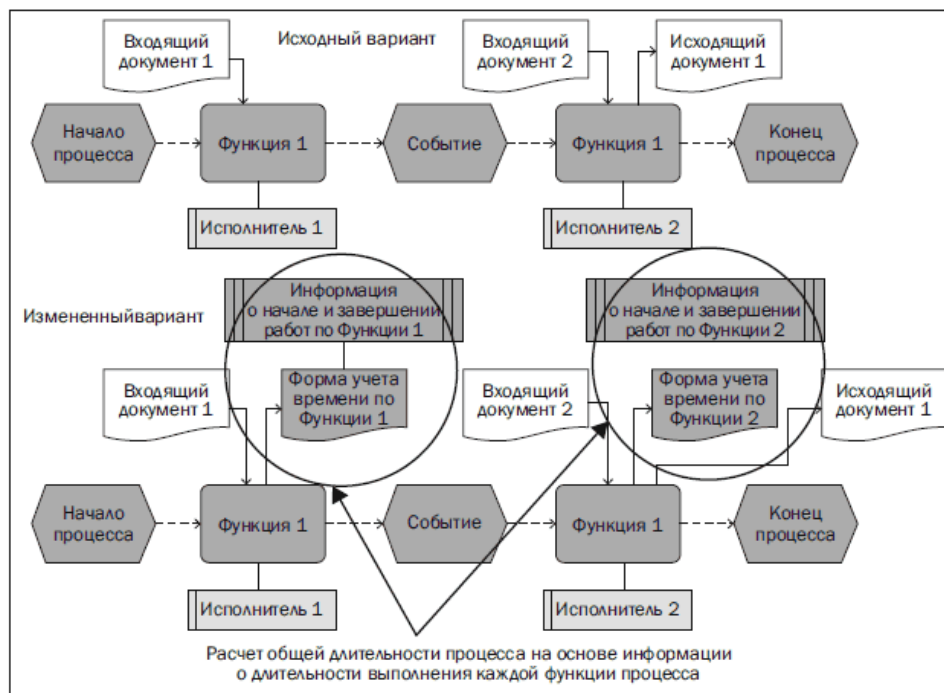 Входящий
документ 1
Исходный вариант
Входящий
документ 2
Исходящий
документ 1
Начало
процесса
Функция 1
Событие
Функция 1
Конец
процесса
Исполнитель 1
Исполнитель 2
Измененныйвариант
Информация
о начале и завершении
работ по Функции 1
Информация
о начале и завершении
работ по Функции 2
Входящий
документ 1
Форма учета
времени по
Функции 1
Входящий
документ 2
Форма учета
времени по
Функции 2
Исходящий
документ 1
Начало
процесса
Функция 1
Событие
Функция 1
Конец
процесса
Исполнитель 1
Исполнитель 2
Расчет общей длительности процесса на основе информации
о длительности выполнения каждой функции процесса